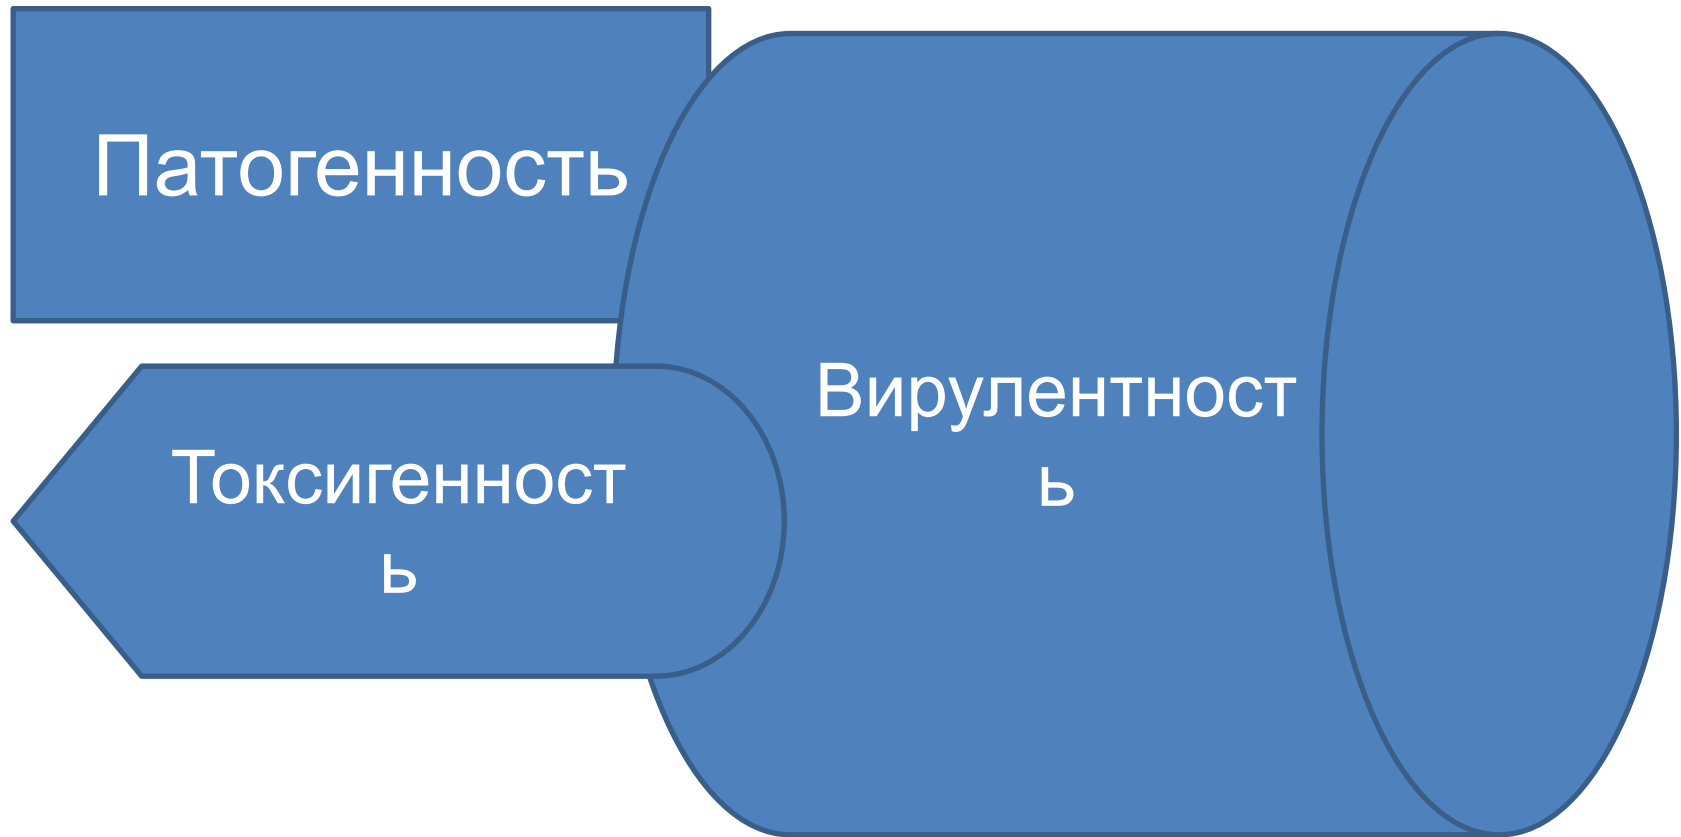 Патогенность
Вирулентност
ь
Токсигенност
ь